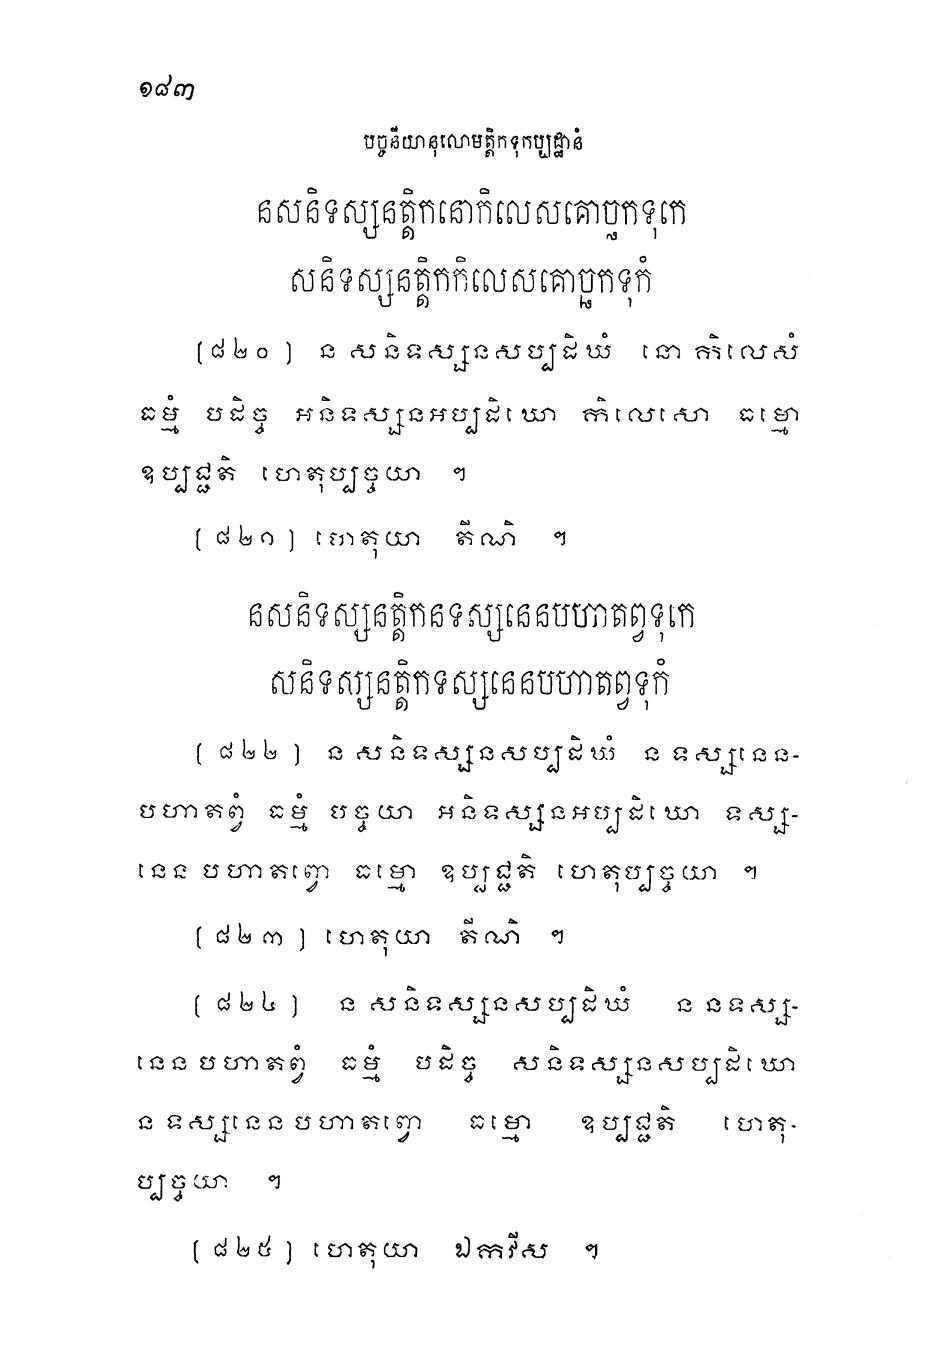 ១៨៣
បច្ចនីយានុលោមត្តិកទុកប្បដ្ឋានំ
នសនិទស្សនត្តិកនោកិលេសគោច្ឆកទុកេ
សនិទស្សនត្តិកកិលេសគោច្ឆកទុកំ
[៨២០] ន សនិទស្សនសប្បដិឃំ នោ កិលេសំ
ធម្មំ បដិច្ច អនិទស្សនអប្បដិឃោ កិលេសោ ធម្មោ
ឧប្បជ្ជតិ ហេតុប្បច្ចយា ។
[៨២១] ហេតុយា តីណិ ។
នសនិទស្សនត្តិកនទស្សនេនបហាតព្វទុកេ
សនិទស្សនត្តិកទស្សនេនបហាតព្វទុកំ
[៨២២] ន សនិទស្សនសប្បដិឃំ ន ទស្សនេន-
បហាតព្វំ ធម្មំ បច្ចយា អនិទស្សនអប្បដិឃោ ទស្ស-
នេន បហាតព្វោ ធម្មោ ឧប្បជ្ជតិ ហេតុប្បច្ចយា ។
[៨២៣] ហេតុយា តីណិ ។
[៨២៤] ន សនិទស្សនសប្បដិឃំ ន នទស្ស-
នេន បហាតព្វំ ធម្មំ បដិច្ច សនិទស្សនសប្បដិឃោ
ន ទស្សនេន បហាតព្វោ ធម្មោ ឧប្បជ្ជតិ ហេតុ-
ប្បច្ចយា ។
[៨២៥] ហេតុយា ឯកវីស ។